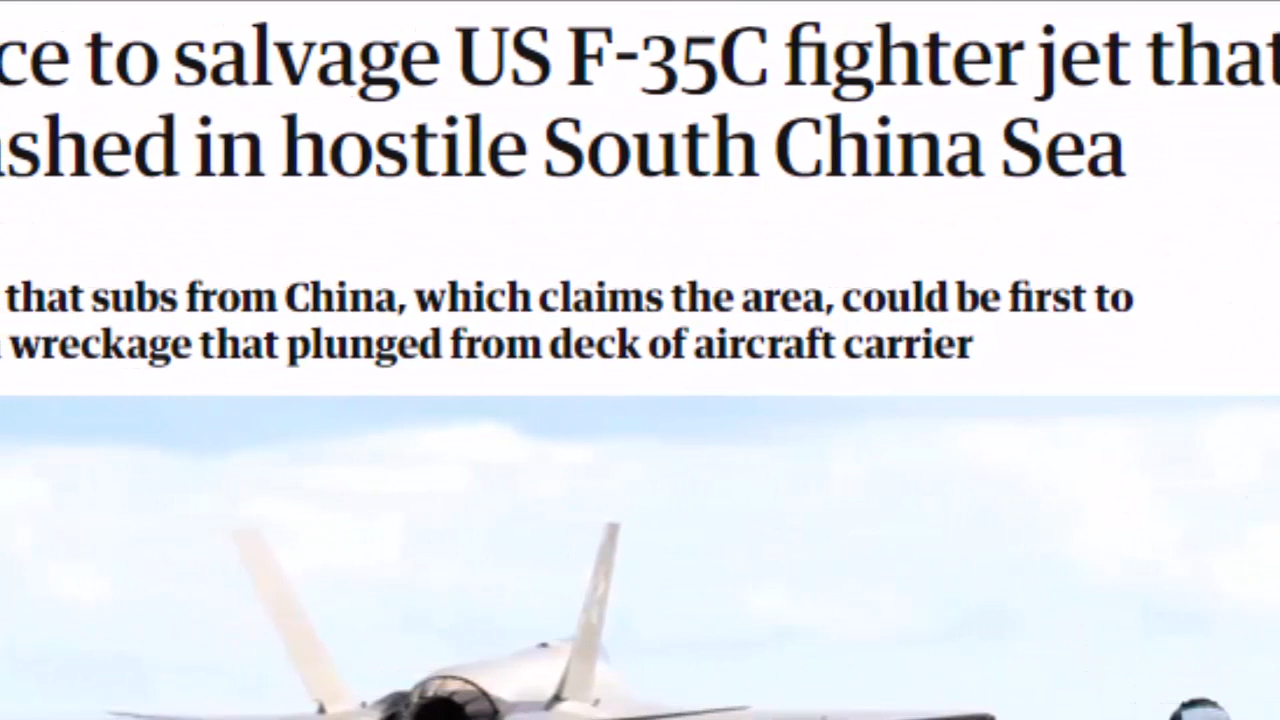 ce to salvage US F-35C fighter jet that
ashed in hostile South China Sea
that subs from China, which claims the area, could be first to
wreckage that plunged from deck of aircraft carrier